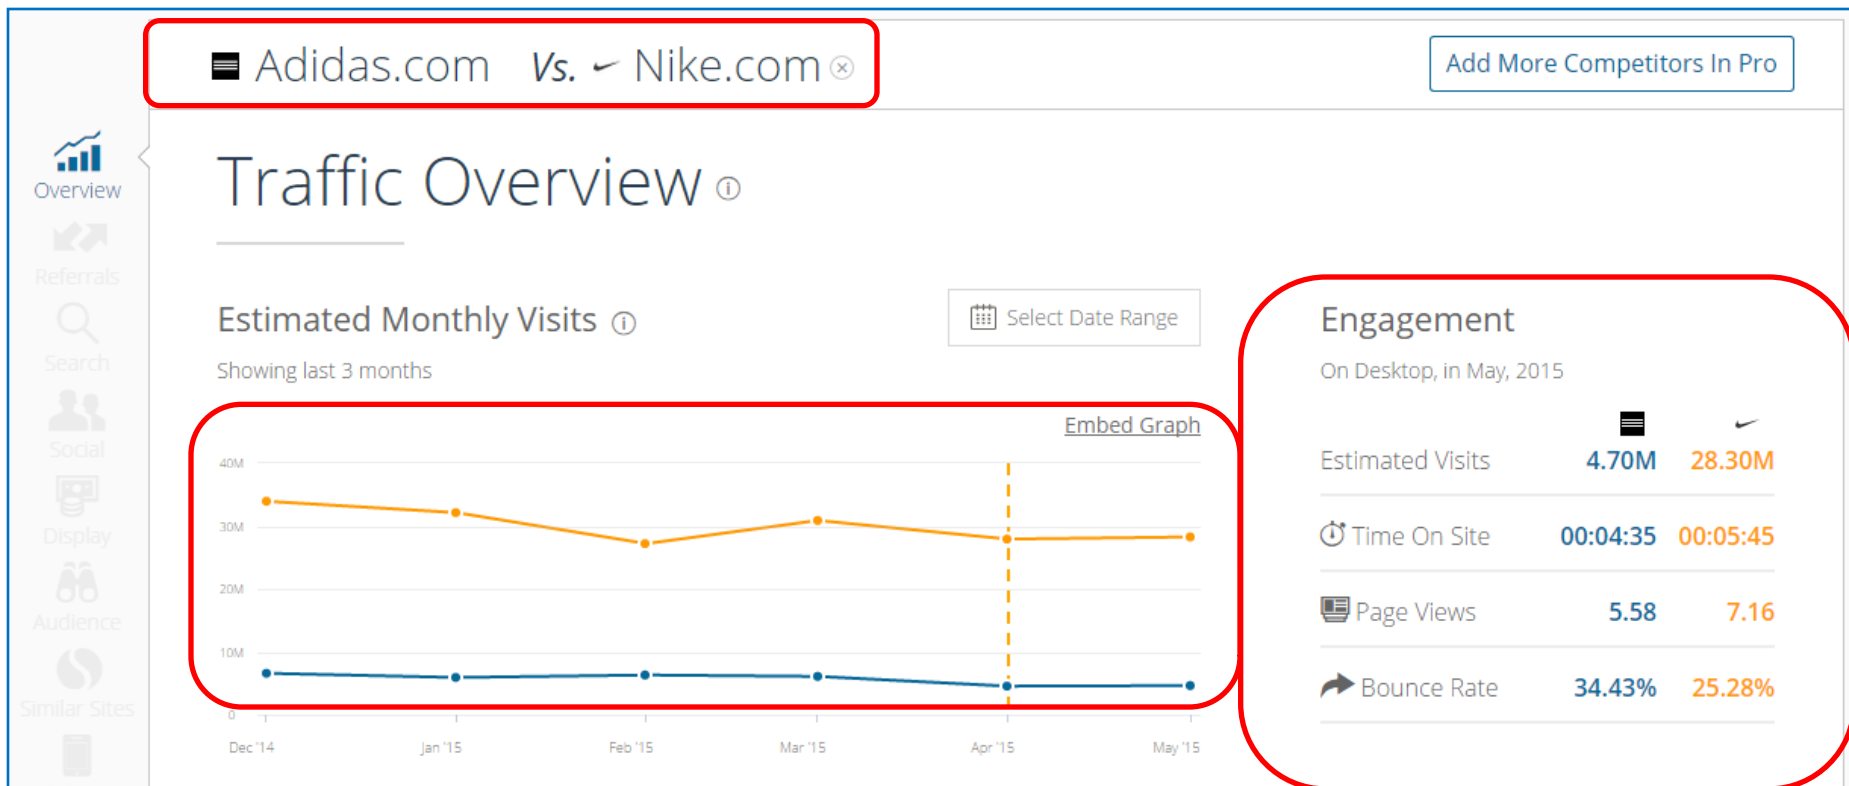 Adidas.com Vs. Nike.com
Add More Competitors In Pro
Overview
Referrals
Search
Social
Display
Audience
Similar Sites
Traffic Overview
Estimated Monthly Visits
Select Date Range
Showing last 3 months
Embed Graph
40M
30M
20M
10M
0
Dec '14 Jan '15 Feb '15 Mar '15 Apr '15 May '15
Engagement
On Desktop, in May, 2015
Estimated Visits 4.70M 28.30M
Time On Site 00:04:35 00:05:45
Page Views 5.58 7.16
Bounce Rate 34.43% 25.28%